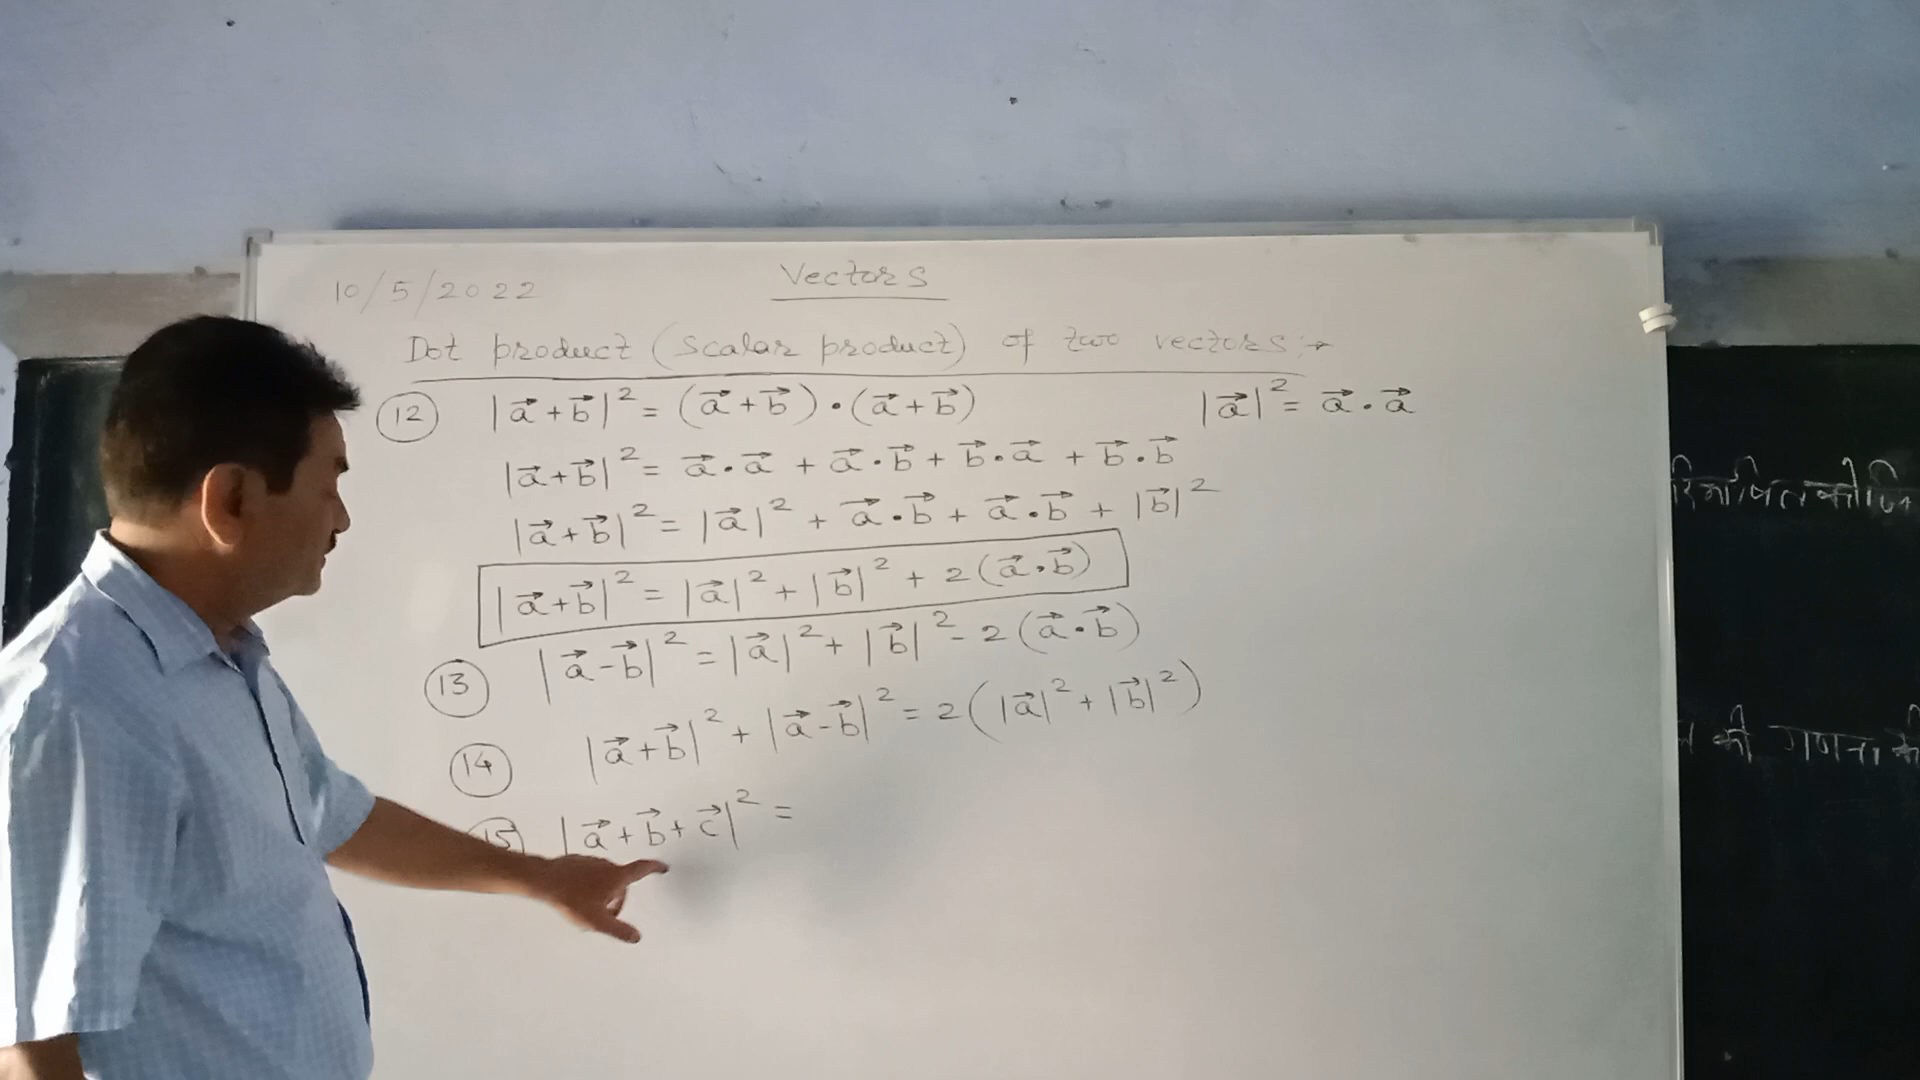 10/5/2022
Vectors
Dot product (scalar product) of two vectors:→
(12) |a⃗+b⃗|² = (a⃗+b⃗)•(a⃗+b⃗)
|a⃗|² = a⃗.a⃗
|a⃗+b⃗|² = a⃗.a⃗ + a⃗.b⃗ + b⃗.a⃗ + b⃗.b⃗
|a⃗+b⃗|² = |a⃗|² + a⃗.b⃗ + a⃗.b⃗ + |b⃗|²
|a⃗+b⃗|² = |a⃗|² + |b⃗|² + 2(a⃗.b⃗)
(13) |a⃗-b⃗|² = |a⃗|² + |b⃗|² - 2(a⃗.b⃗)
(14) |a⃗+b⃗|² + |a⃗-b⃗|² = 2(|a⃗|² + |b⃗|²)
(15) |a⃗+b⃗+c⃗|² =
की गणना